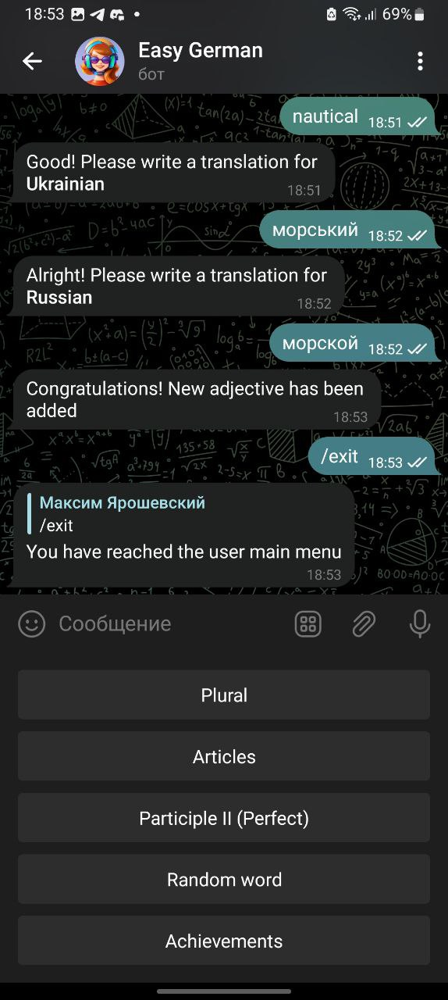 18:53
69%
Easy German
бот
nautical 18:51
Good! Please write a translation for
Ukrainian
18:51
морський 18:52
Alright! Please write a translation for
Russian
18:52
морской 18:52
Congratulations! New adjective has been
added
18:53
/exit 18:53
Максим Ярошевский
/exit
You have reached the user main menu
18:53
Сообщение
Plural
Articles
Participle II (Perfect)
Random word
Achievements